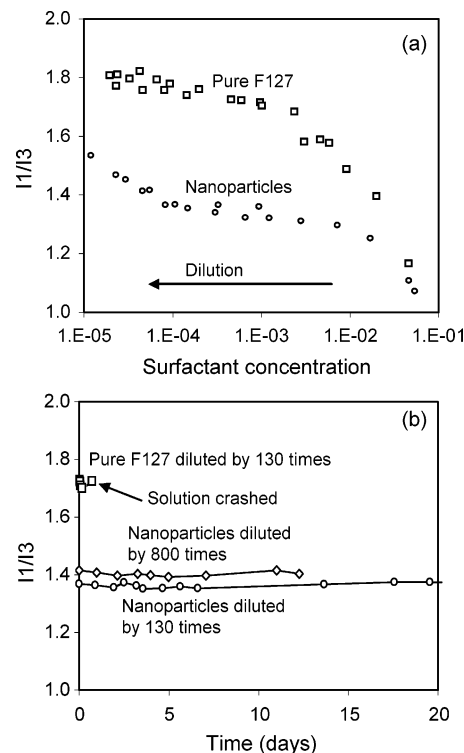 (a)
2.0
1.8
1.6
1.4
1.2
1.0
I1/I3
Pure F127
Nanoparticles
Dilution
1.E-05 1.E-04 1.E-03 1.E-02 1.E-01
Surfactant concentration
(b)
2.0
1.8
1.6
1.4
1.2
1.0
I1/I3
Pure F127 diluted by 130 times
Solution crashed
Nanoparticles diluted
by 800 times
Nanoparticles diluted
by 130 times
0 5 10 15 20
Time (days)